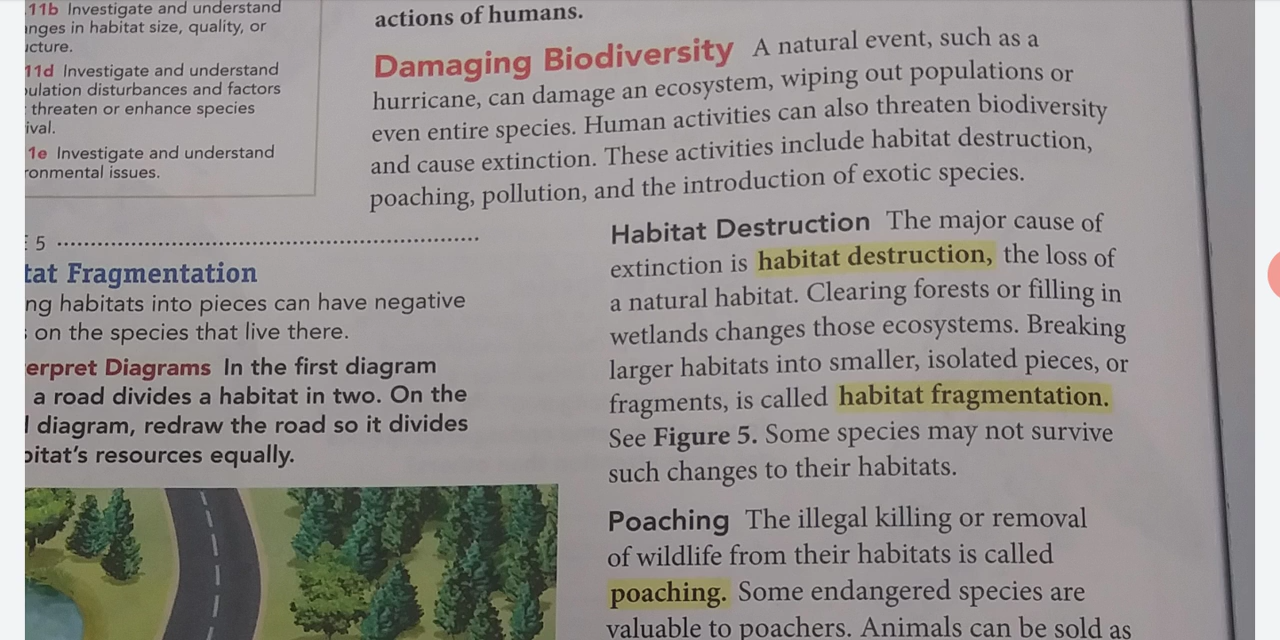 .11b Investigate and understand
nges in habitat size, quality, or
cture.
11d Investigate and understand
ulation disturbances and factors
threaten or enhance species
ival.
1e Investigate and understand
ronmental issues.
actions of humans.
Damaging Biodiversity A natural event, such as a
hurricane, can damage an ecosystem, wiping out populations or
even entire species. Human activities can also threaten biodiversity
and cause extinction. These activities include habitat destruction,
poaching, pollution, and the introduction of exotic species.
E 5
tat Fragmentation
ng habitats into pieces can have negative
on the species that live there.
erpret Diagrams In the first diagram
a road divides a habitat in two. On the
diagram, redraw the road so it divides
bitat's resources equally.
Habitat Destruction The major cause of
extinction is habitat destruction, the loss of
a natural habitat. Clearing forests or filling in
wetlands changes those ecosystems. Breaking
larger habitats into smaller, isolated pieces, or
fragments, is called habitat fragmentation.
See Figure 5. Some species may not survive
such changes to their habitats.
Poaching The illegal killing or removal
of wildlife from their habitats is called
poaching. Some endangered species are
valuable to poachers. Animals can be sold as